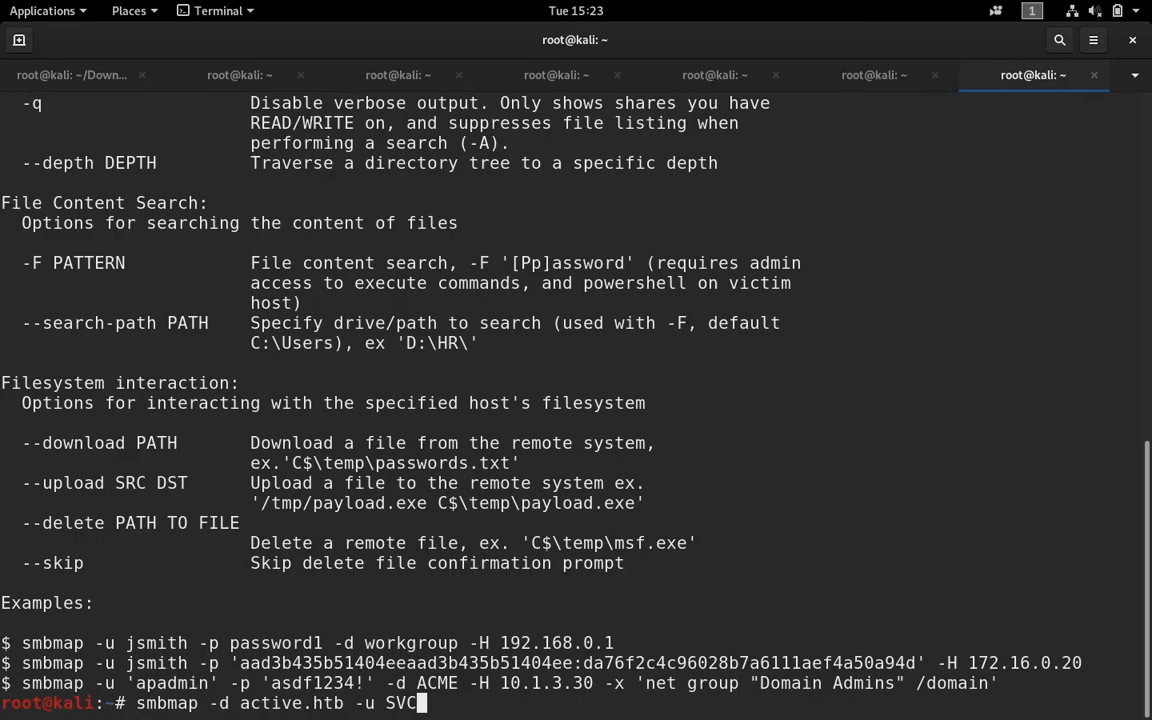 Applications Places Terminal Tue 15:23 1
root@kali: ~
root@kali: ~/Down... root@kali: ~ root@kali: ~ root@kali: ~ root@kali: ~ root@kali: ~ root@kali: ~
-q Disable verbose output. Only shows shares you have
READ/WRITE on, and suppresses file listing when
performing a search (-A).
--depth DEPTH Traverse a directory tree to a specific depth
File Content Search:
Options for searching the content of files
-F PATTERN File content search, -F '[Pp]assword' (requires admin
access to execute commands, and powershell on victim
host)
--search-path PATH Specify drive/path to search (used with -F, default
C:\Users), ex 'D:\HR\'
Filesystem interaction:
Options for interacting with the specified host's filesystem
--download PATH Download a file from the remote system,
ex.'C$\temp\passwords.txt'
--upload SRC DST Upload a file to the remote system ex.
'/tmp/payload.exe C$\temp\payload.exe'
--delete PATH TO FILE
Delete a remote file, ex. 'C$\temp\msf.exe'
--skip Skip delete file confirmation prompt
Examples:
$ smbmap -u jsmith -p password1 -d workgroup -H 192.168.0.1
$ smbmap -u jsmith -p 'aad3b435b51404eeaad3b435b51404ee:da76f2c4c96028b7a6111aef4a50a94d' -H 172.16.0.20
$ smbmap -u 'apadmin' -p 'asdf1234!' -d ACME -H 10.1.3.30 -x 'net group "Domain Admins" /domain'
root@kali:~# smbmap -d active.htb -u SVC